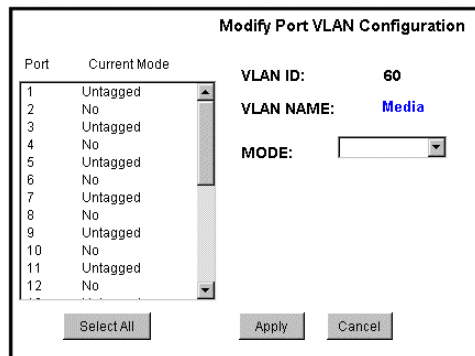 Modify Port VLAN Configuration
Port Current Mode
1 Untagged
2 No
3 Untagged
4 No
5 Untagged
6 No
7 Untagged
8 No
9 Untagged
10 No
11 Untagged
12 No
VLAN ID: 60
VLAN NAME: Media
MODE:
Select All
Apply
Cancel